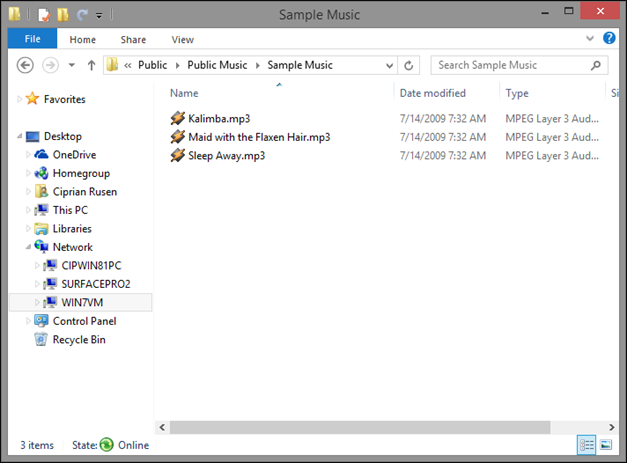 Sample Music
File Home Share View
« Public Public Music Sample Music Search Sample Music
Name Date modified Type Si
Favorites
Kalimba.mp3 7/14/2009 7:32 AM MPEG Layer 3 Aud...
Maid with the Flaxen Hair.mp3 7/14/2009 7:32 AM MPEG Layer 3 Aud...
Sleep Away.mp3 7/14/2009 7:32 AM MPEG Layer 3 Aud...
Desktop
OneDrive
Homegroup
Ciprian Rusen
This PC
Libraries
Network
CIPWIN81PC
SURFACEPRO2
WIN7VM
Control Panel
Recycle Bin
3 items State: Online